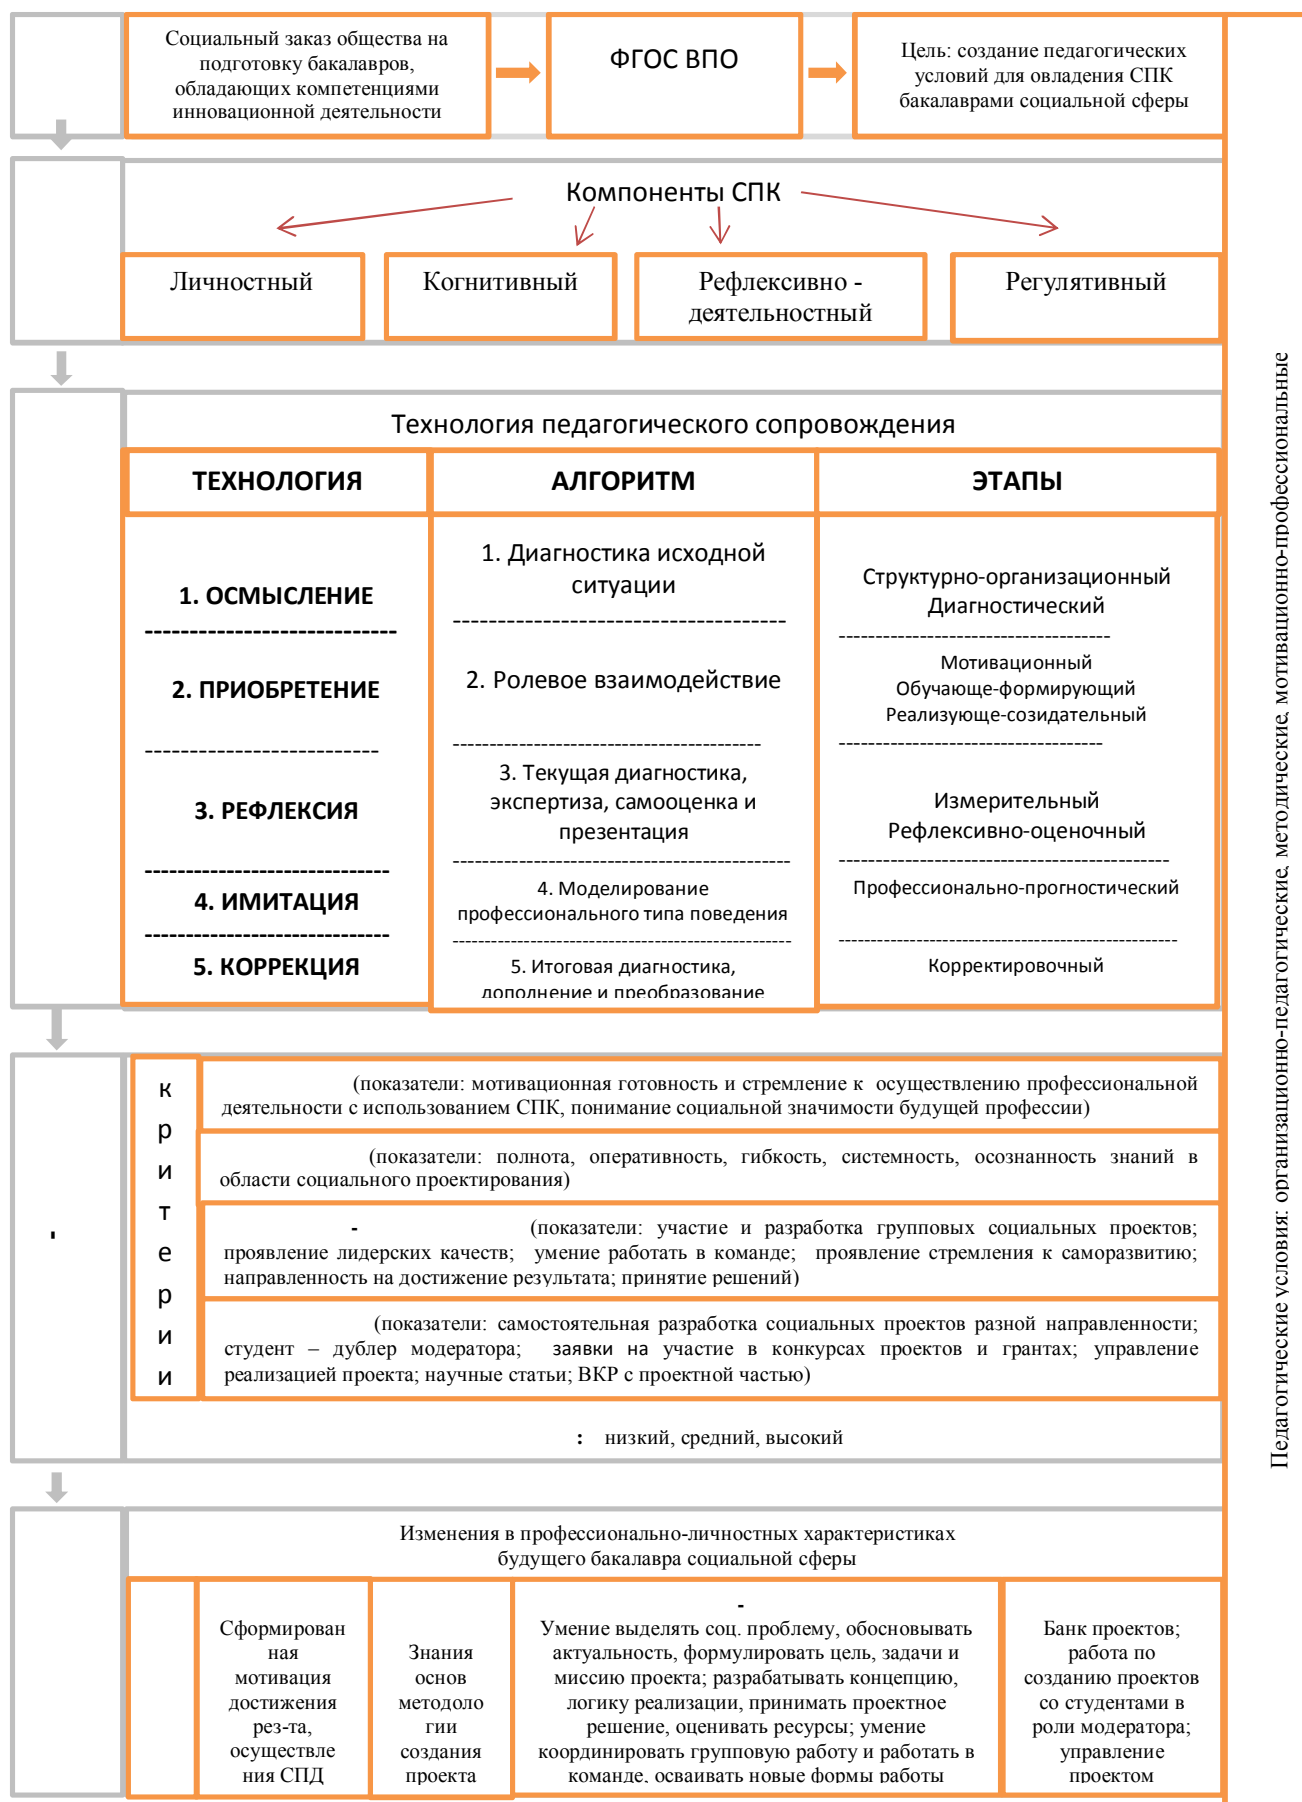 Социальный заказ общества на
подготовку бакалавров,
обладающих компетенциями
инновационной деятельности
ФГОС ВПО
Цель: создание педагогических
условий для овладения СПК
бакалаврами социальной сферы
Компоненты СПК
Личностный
Когнитивный
Рефлексивно -
деятельностный
Регулятивный
Технология педагогического сопровождения
ТЕХНОЛОГИЯ
АЛГОРИТМ
ЭТАПЫ
1. ОСМЫСЛЕНИЕ
------------------------------
2. ПРИОБРЕТЕНИЕ
--------------------------
3. РЕФЛЕКСИЯ
-----------------------------
4. ИМИТАЦИЯ
-----------------------------
5. КОРРЕКЦИЯ
1. Диагностика исходной
ситуации
-------------------------------------
2. Ролевое взаимодействие
------------------------------------------
3. Текущая диагностика,
экспертиза, самооценка и
презентация
----------------------------------------------
4. Моделирование
профессионального типа поведения
-----------------------------------------------------
5. Итоговая диагностика,
дополнение и преобразование
Структурно-организационный
Диагностический
-------------------------------------
Мотивационный
Обучающе-формирующий
Реализующе-созидательный
------------------------------------
Измерительный
Рефлексивно-оценочный
---------------------------------------------
Профессионально-прогностический
-----------------------------------------------------
Корректировочный
-
к
р
и
т
е
р
и
и
(показатели: мотивационная готовность и стремление к осуществлению профессиональной
деятельности с использованием СПК, понимание социальной значимости будущей профессии)
(показатели: полнота, оперативность, гибкость, системность, осознанность знаний в
области социального проектирования)
- (показатели: участие и разработка групповых социальных проектов;
проявление лидерских качеств; умение работать в команде; проявление стремления к саморазвитию;
направленность на достижение результата; принятие решений)
(показатели: самостоятельная разработка социальных проектов разной направленности;
студент – дублер модератора; заявки на участие в конкурсах проектов и грантах; управление
реализацией проекта; научные статьи; ВКР с проектной частью)
: низкий, средний, высокий
Изменения в профессионально-личностных характеристиках
будущего бакалавра социальной сферы
Сформирован
ная
мотивация
достижения
рез-та,
осуществле
ния СПД
Знания
основ
методоло
гии
создания
проекта
-
Умение выделять соц. проблему, обосновывать
актуальность, формулировать цель, задачи и
миссию проекта; разрабатывать концепцию,
логику реализации, принимать проектное
решение, оценивать ресурсы; умение
координировать групповую работу и работать в
команде, осваивать новые формы работы
Банк проектов;
работа по
созданию проектов
со студентами в
роли модератора;
управление
проектом
Педагогические условия: организационно-педагогические, методические, мотивационно-профессиональные